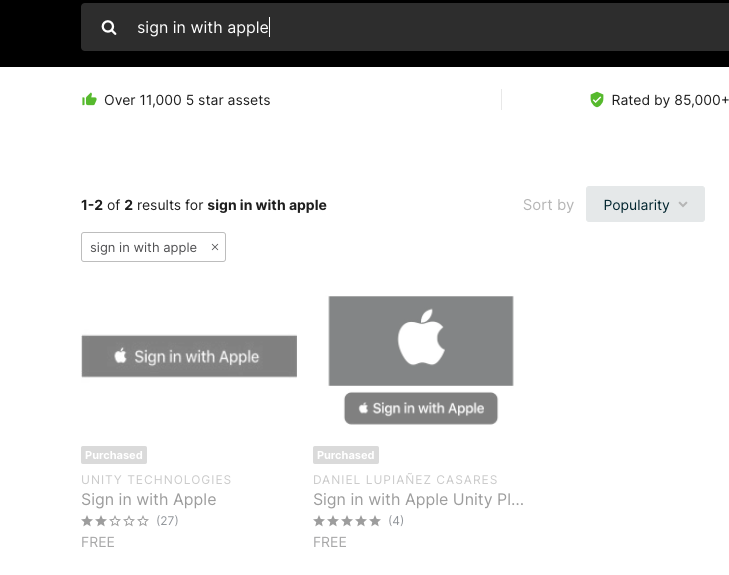 sign in with apple
Over 11,000 5 star assets
Rated by 85,000+
1-2 of 2 results for sign in with apple
Sort by
Popularity
sign in with apple ×
Sign in with Apple
Sign in with Apple
Purchased
UNITY TECHNOLOGIES
Sign in with Apple
(27)
FREE
Purchased
DANIEL LUPIAÑEZ CASARES
Sign in with Apple Unity Pl...
(4)
FREE